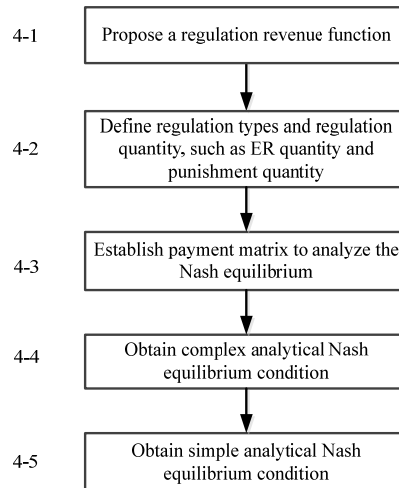 4-1
Propose a regulation revenue function
4-2
Define regulation types and regulation
quantity, such as ER quantity and
punishment quantity
4-3
Establish payment matrix to analyze the
Nash equilibrium
4-4
Obtain complex analytical Nash
equilibrium condition
4-5
Obtain simple analytical Nash
equilibrium condition